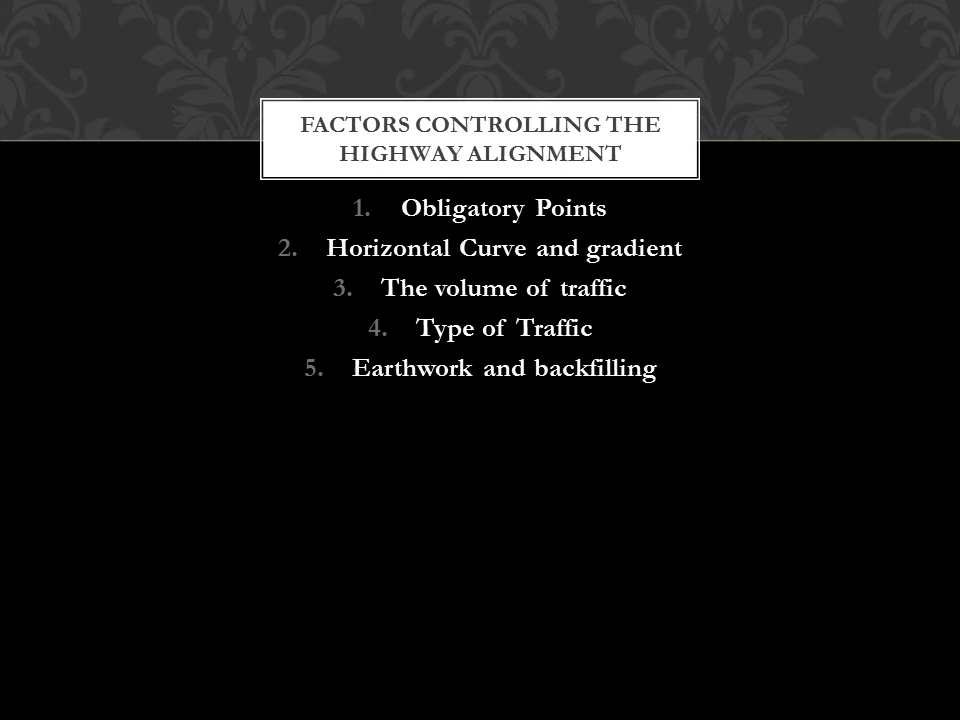 FACTORS CONTROLLING THE
HIGHWAY ALIGNMENT
1. Obligatory Points
2. Horizontal Curve and gradient
3. The volume of traffic
4. Type of Traffic
5. Earthwork and backfilling